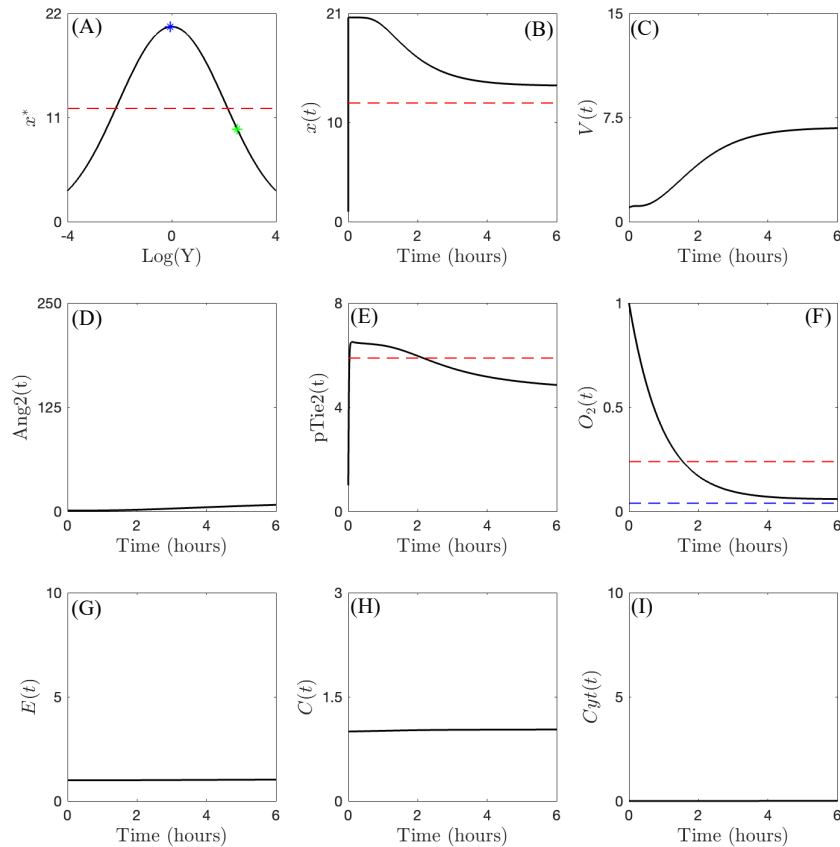 (A)
22
11
0
x*
-4
0
4
Log(Y)
(B)
21
10
0
x(t)
0
2
4
6
Time (hours)
(C)
15
7.5
0
V(t)
0
2
4
6
Time (hours)
(D)
250
125
0
Ang2(t)
0
2
4
6
Time (hours)
(E)
8
4
0
pTie2(t)
0
2
4
6
Time (hours)
(F)
1
0.5
0
O₂(t)
0
2
4
6
Time (hours)
(G)
10
5
0
E(t)
0
2
4
6
Time (hours)
(H)
3
1.5
0
C(t)
0
2
4
6
Time (hours)
(I)
10
5
0
Cyt(t)
0
2
4
6
Time (hours)